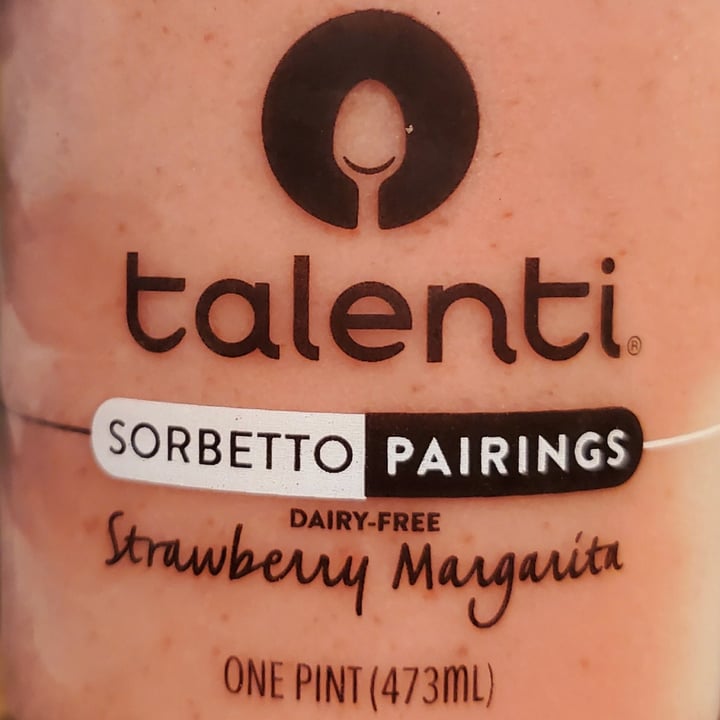 talenti®
SORBETTO PAIRINGS
DAIRY-FREE
Strawberry Margarita
ONE PINT (473mL)